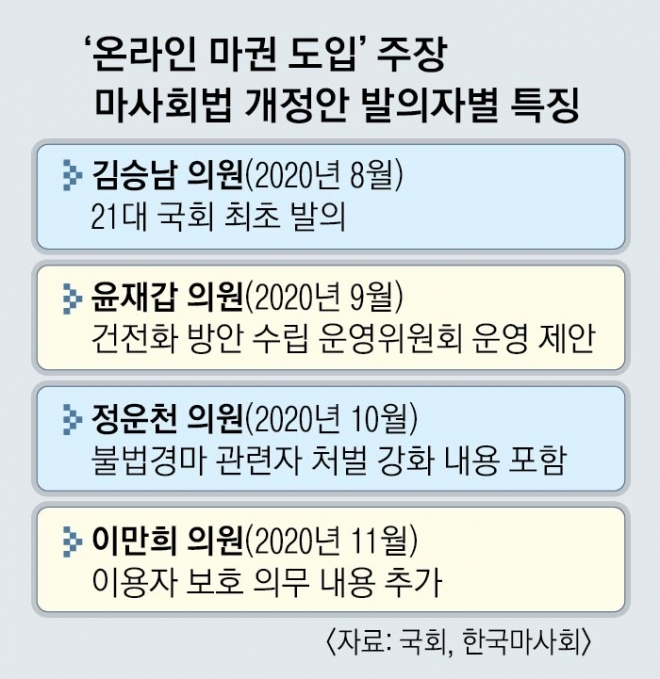 ‘온라인 마권 도입’ 주장
마사회법 개정안 발의자별 특징
김승남 의원(2020년 8월)
21대 국회 최초 발의
윤재갑 의원(2020년 9월)
건전화 방안 수립 운영위원회 운영 제안
정운천 의원(2020년 10월)
불법경마 관련자 처벌 강화 내용 포함
이만희 의원(2020년 11월)
이용자 보호 의무 내용 추가
〈자료: 국회, 한국마사회〉